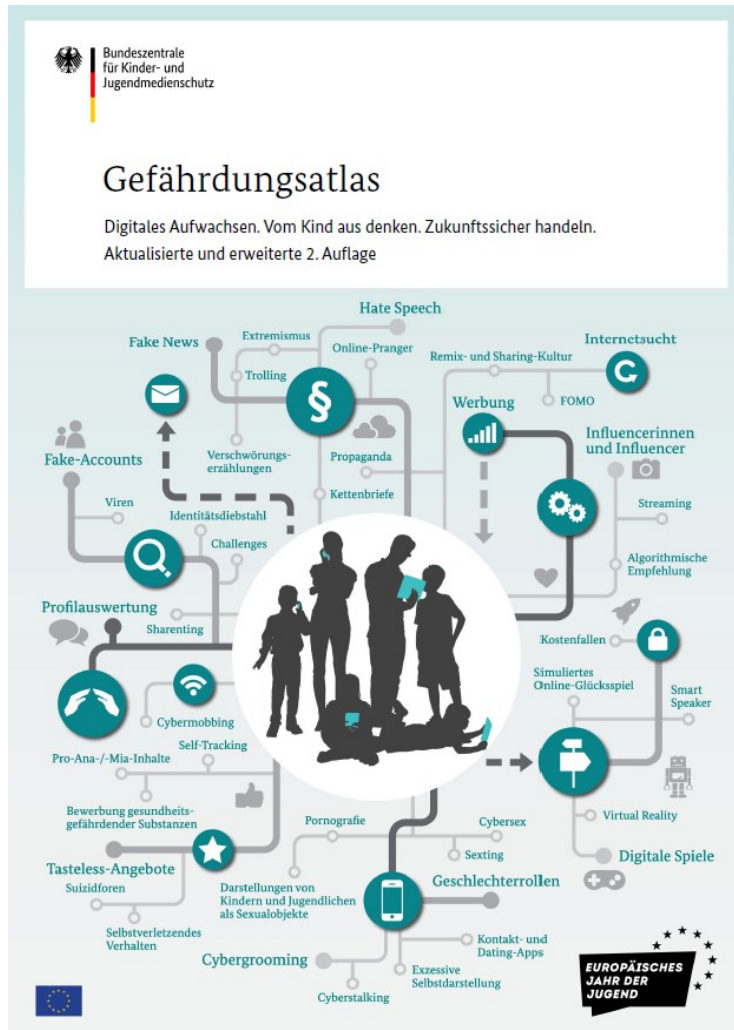 Bundeszentrale
für Kinder- und
Jugendmedienschutz
Gefährdungsatlas
Digitales Aufwachsen. Vom Kind aus denken. Zukunftssicher handeln.
Aktualisierte und erweiterte 2. Auflage
Hate Speech
Fake News
Extremismus
Online-Pranger
Trolling
§
Verschwörungs-
erzählungen
Propaganda
Kettenbriefe
Remix- und Sharing-Kultur
Internetsucht
FOMO
Werbung
Influencerinnen
und Influencer
Streaming
Algorithmische
Empfehlung
Fake-Accounts
Viren
Identitätsdiebstahl
Challenges
Profilauswertung
Sharenting
Kostenfallen
Simuliertes
Online-Glücksspiel
Smart
Speaker
Cybermobbing
Self-Tracking
Pro-Ana-/-Mia-Inhalte
Bewerbung gesundheits-
gefährdender Substanzen
Virtual Reality
Digitale Spiele
Tasteless-Angebote
Suizidforen
Selbstverletzendes
Verhalten
Pornografie
Cybersex
Sexting
Darstellungen von
Kindern und Jugendlichen
als Sexualobjekte
Geschlechterrollen
Cybergrooming
Cyberstalking
Kontakt- und
Dating-Apps
Exzessive
Selbstdarstellung
EUROPÄISCHES
JAHR DER
JUGEND